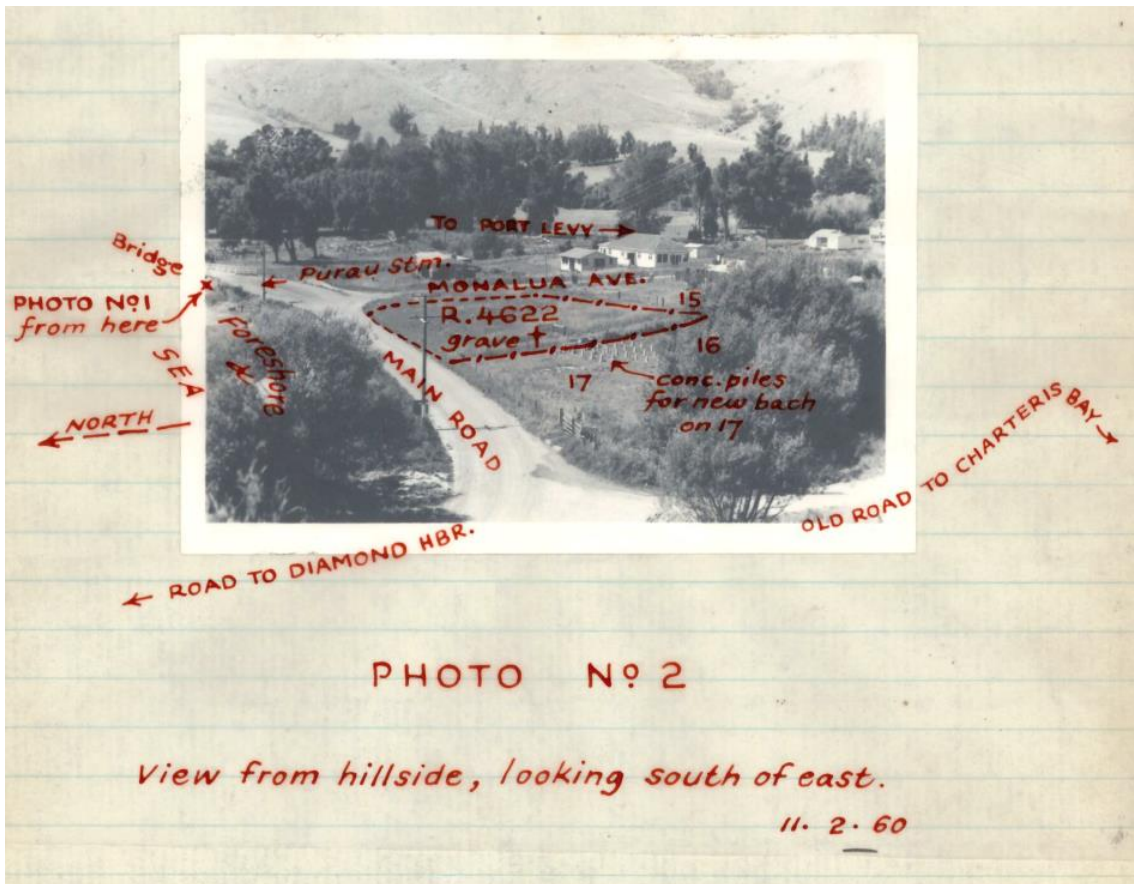 TO PORT LEVY →
Bridge
Purau Stm.
MONALUA AVE.
PHOTO No 1
from here
15
R.4622
grave †
16
Foreshore
&
SEA
MAIN ROAD
17
conc. piles
for new bach
on 17
NORTH
OLD ROAD TO CHARTERIS BAY →
← ROAD TO DIAMOND HBR.
PHOTO No 2
View from hillside, looking south of east.
11. 2. 60